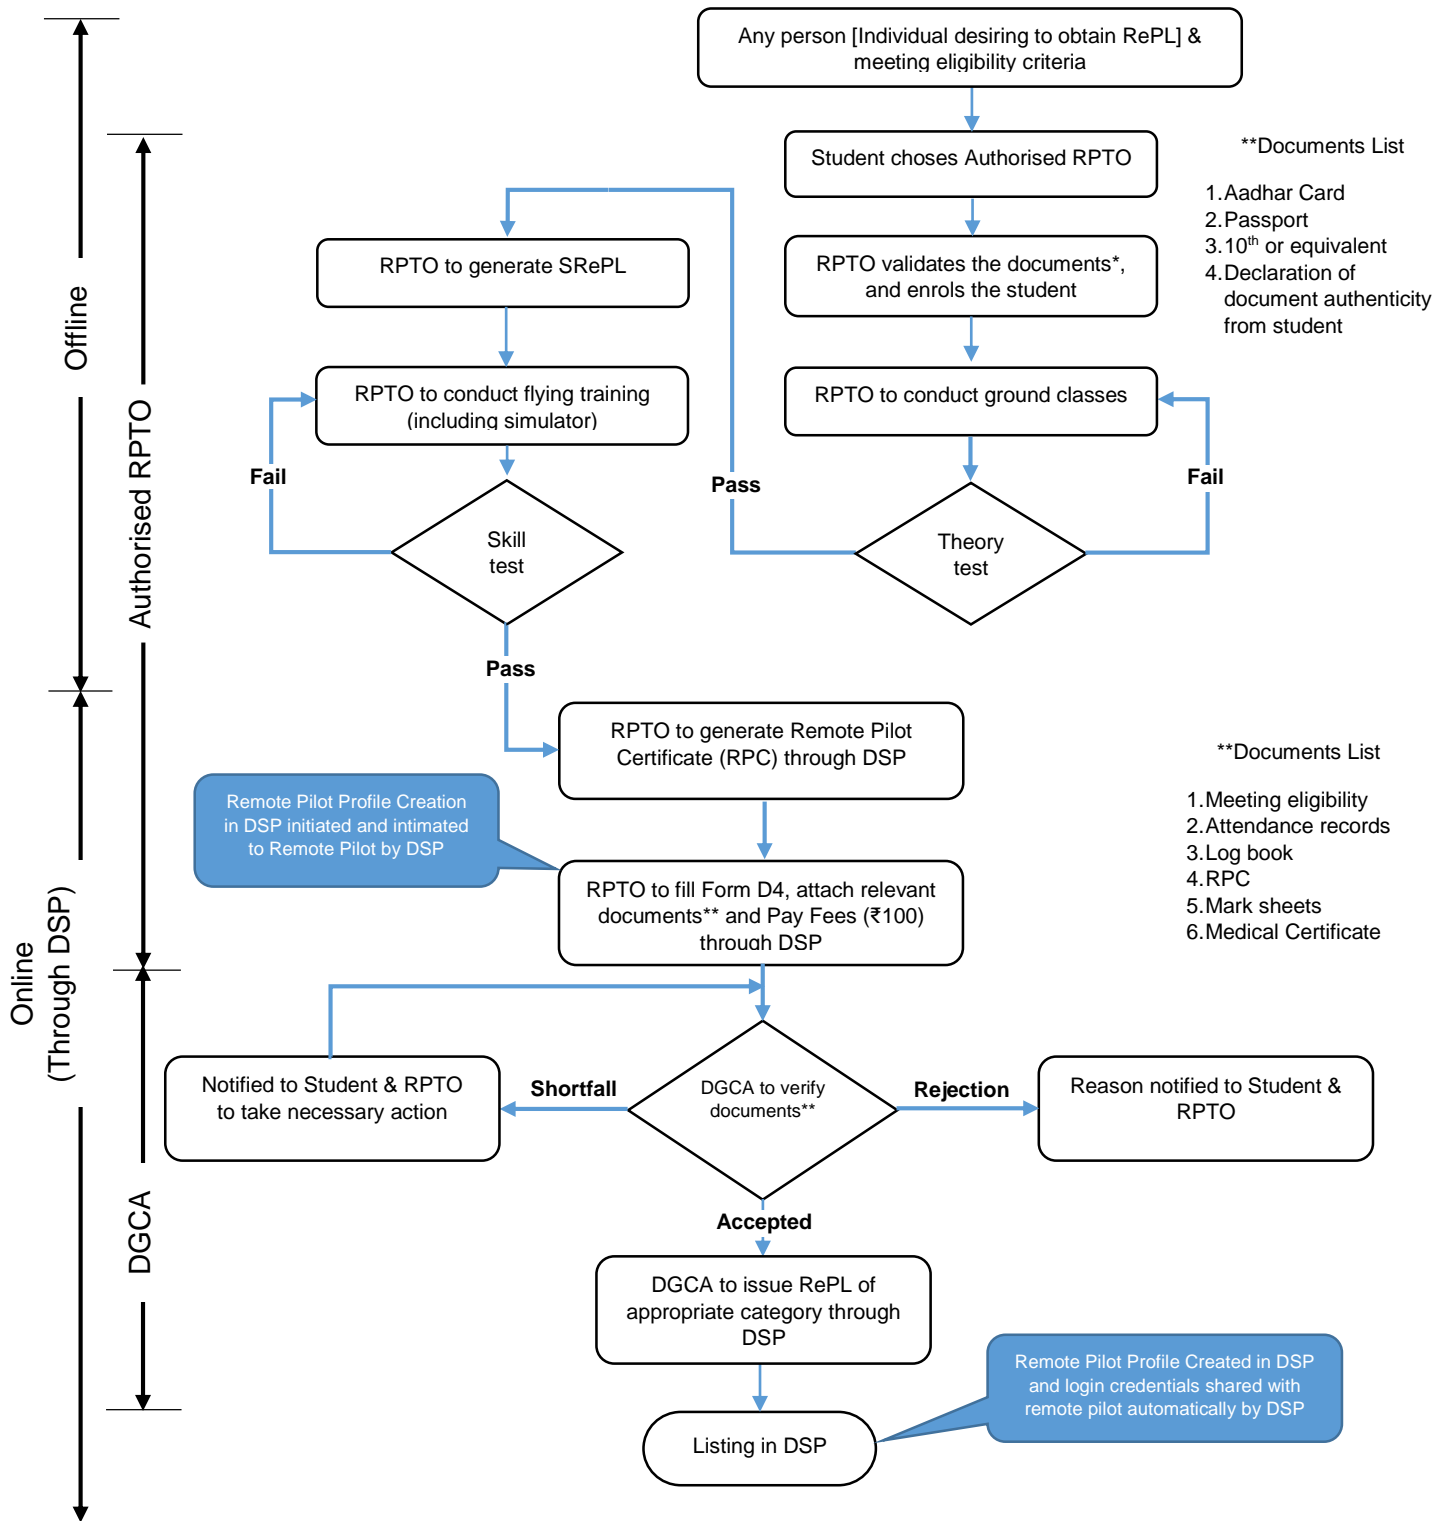 Any person [Individual desiring to obtain RePL] &
meeting eligibility criteria
Student choses Authorised RPTO
**Documents List
1.Aadhar Card
2.Passport
3.10th or equivalent
4.Declaration of
document authenticity
from student
RPTO to generate SRePL
RPTO validates the documents*,
and enrols the student
Offline
RPTO to conduct flying training
(including simulator)
RPTO to conduct ground classes
Authorised RPTO
Fail
Pass
Fail
Skill
test
Theory
test
Pass
RPTO to generate Remote Pilot
Certificate (RPC) through DSP
**Documents List
1.Meeting eligibility
2.Attendance records
3.Log book
4.RPC
5.Mark sheets
6.Medical Certificate
Remote Pilot Profile Creation
in DSP initiated and intimated
to Remote Pilot by DSP
RPTO to fill Form D4, attach relevant
documents** and Pay Fees (₹100)
through DSP
Online
(Through DSP)
Notified to Student & RPTO
to take necessary action
Shortfall
DGCA to verify
documents**
Rejection
Reason notified to Student &
RPTO
DGCA
Accepted
DGCA to issue RePL of
appropriate category through
DSP
Remote Pilot Profile Created in DSP
and login credentials shared with
remote pilot automatically by DSP
Listing in DSP